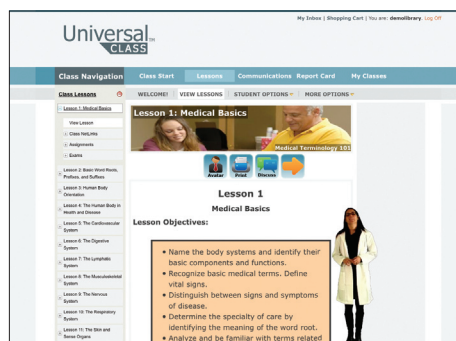 My Inbox | Shopping Cart | You are: demolibrary. Log Off
Universal
CLASS
TM
Class Navigation
Class Start
Lessons
Communications
Report Card
My Classes
Class Lessons
WELCOME!
VIEW LESSONS
STUDENT OPTIONS
MORE OPTIONS
Lesson 1: Medical Basics
View Lesson
Class NetLinks
Assignments
Exams
Lesson 2: Basic Word Roots,
Prefixes, and Suffixes
Lesson 3: Human Body
Orientation
Lesson 4: The Human Body in
Health and Disease
Lesson 5: The Cardiovascular
System
Lesson 6: The Digestive
System
Lesson 7: The Lymphatic
System
Lesson 8: The Musculoskeletal
System
Lesson 9: The Nervous
System
Lesson 10: The Respiratory
System
Lesson 11: The Skin and
Sense Organs
Lesson 1: Medical Basics
Medical Terminology 101
Avatar
Print
Discuss
Lesson 1
Medical Basics
Lesson Objectives:
• Name the body systems and identify their
basic components and functions.
• Recognize basic medical terms. Define
vital signs.
• Distinguish between signs and symptoms
of disease.
• Determine the specialty of care by
identifying the meaning of the word root.
• Analyze and be familiar with terms related